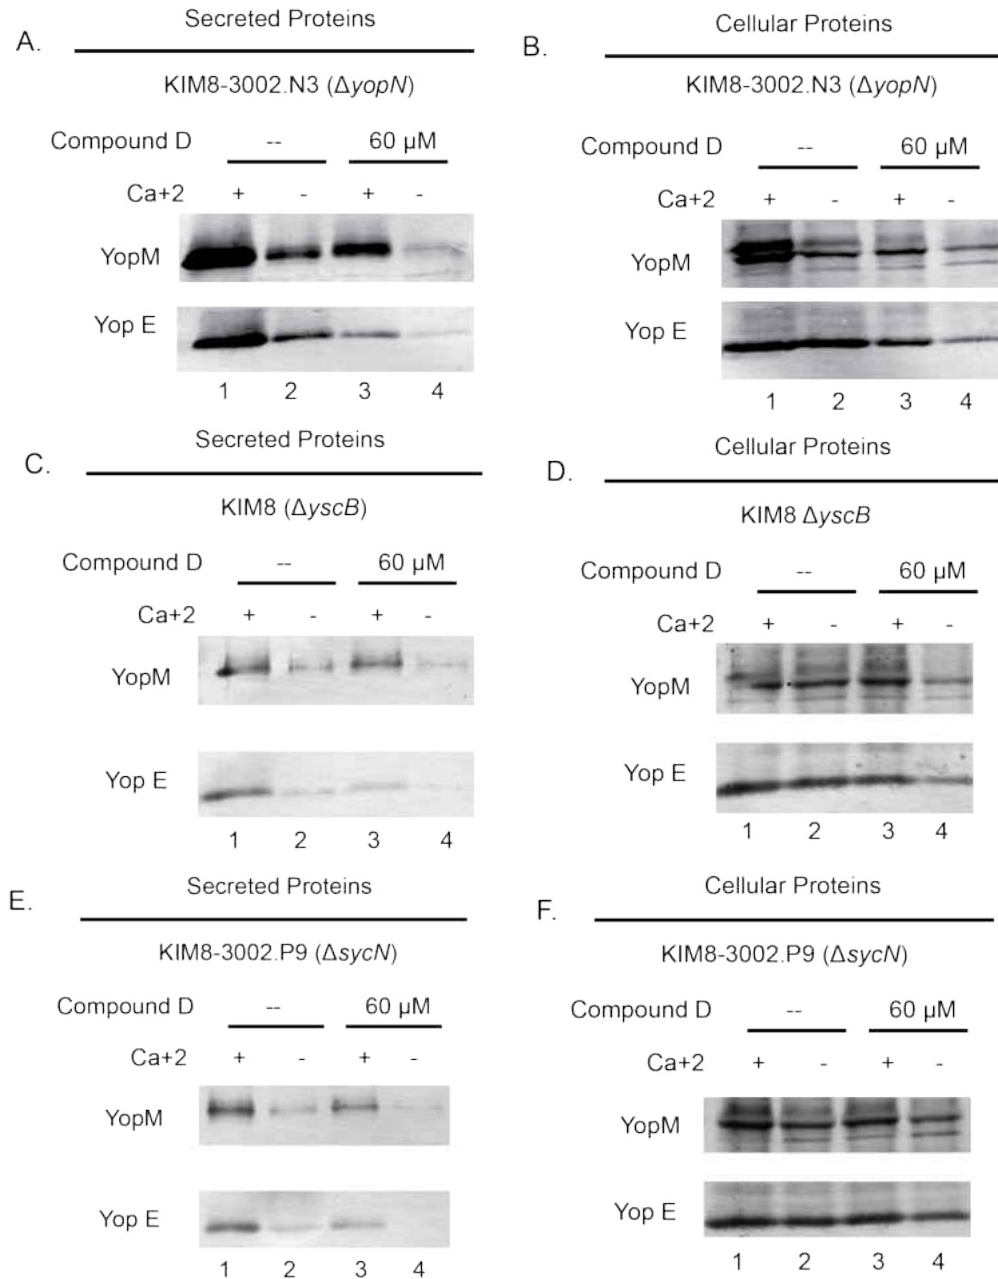 A.
Secreted Proteins
KIM8-3002.N3 (ΔyopN)
Compound D -- 60 µM
Ca+2 + - + -
YopM
Yop E
1 2 3 4
B.
Cellular Proteins
KIM8-3002.N3 (ΔyopN)
Compound D -- 60 µM
Ca+2 + - + -
YopM
Yop E
1 2 3 4
C.
Secreted Proteins
KIM8 (ΔyscB)
Compound D -- 60 µM
Ca+2 + - + -
YopM
Yop E
1 2 3 4
D.
Cellular Proteins
KIM8 ΔyscB
Compound D -- 60 µM
Ca+2 + - + -
YopM
Yop E
1 2 3 4
E.
Secreted Proteins
KIM8-3002.P9 (ΔsycN)
Compound D -- 60 µM
Ca+2 + - + -
YopM
Yop E
1 2 3 4
F.
Cellular Proteins
KIM8-3002.P9 (ΔsycN)
Compound D -- 60 µM
Ca+2 + - + -
YopM
Yop E
1 2 3 4